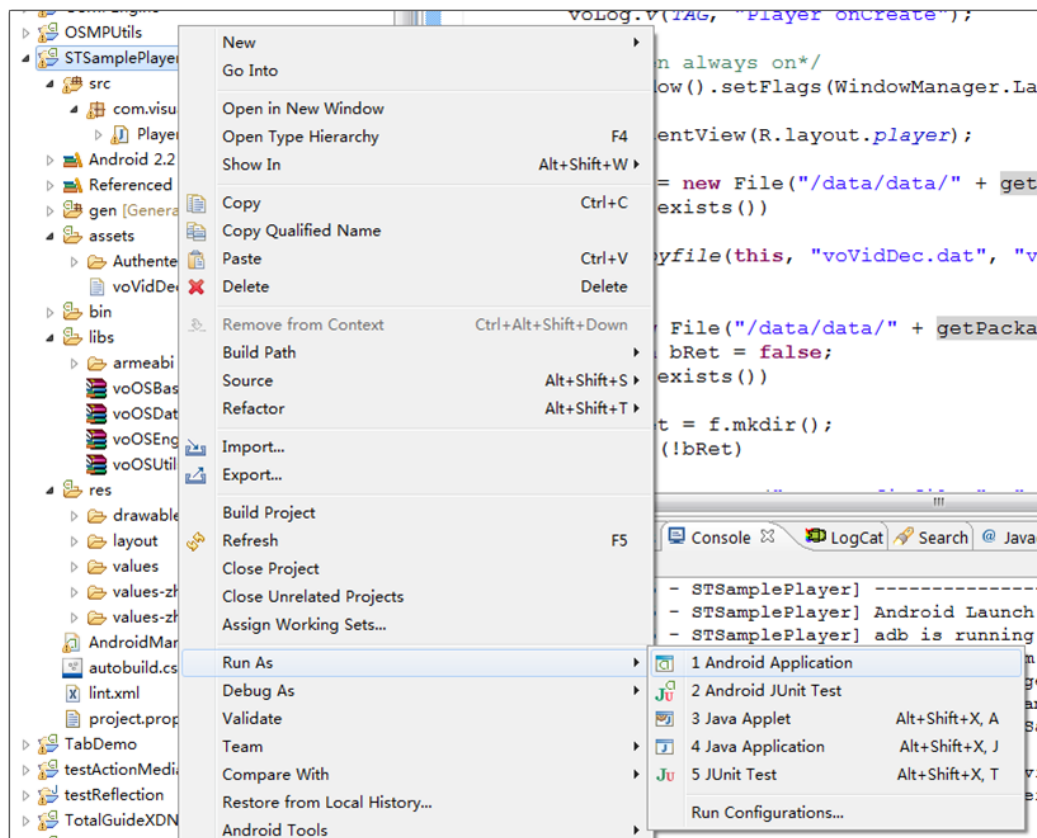 OSMPUtils
STSamplePlayer
src
com.visu
Player
Android 2.2
Referenced
gen [Genera
assets
Authente
voVidDec
bin
libs
armeabi
voOSBas
voOSDat
voOSEng
voOSUtil
res
drawable
layout
values
values-zh
values-zh
AndroidMan
autobuild.cs
lint.xml
project.prop
TabDemo
testActionMedia
testReflection
TotalGuideXDN
New
Go Into
Open in New Window
Open Type Hierarchy F4
Show In Alt+Shift+W
Copy Ctrl+C
Copy Qualified Name
Paste Ctrl+V
Delete Delete
Remove from Context Ctrl+Alt+Shift+Down
Build Path
Source Alt+Shift+S
Refactor Alt+Shift+T
Import...
Export...
Build Project
Refresh F5
Close Project
Close Unrelated Projects
Assign Working Sets...
Run As
Debug As
Validate
Team
Compare With
Restore from Local History...
Android Tools
1 Android Application
2 Android JUnit Test
3 Java Applet Alt+Shift+X, A
4 Java Application Alt+Shift+X, J
5 JUnit Test Alt+Shift+X, T
Run Configurations...
voLog.v(TAG, "Player onCreate");
n always on*/
ow().setFlags(WindowManager.La
entView(R.layout.player);
= new File("/data/data/" + get
exists())
yfile(this, "voVidDec.dat", "v
File("/data/data/" + getPacka
bRet = false;
exists())
t = f.mkdir();
(!bRet)
Console LogCat Search @ Java
- STSamplePlayer] ----------------
- STSamplePlayer] Android Launch
- STSamplePlayer] adb is running